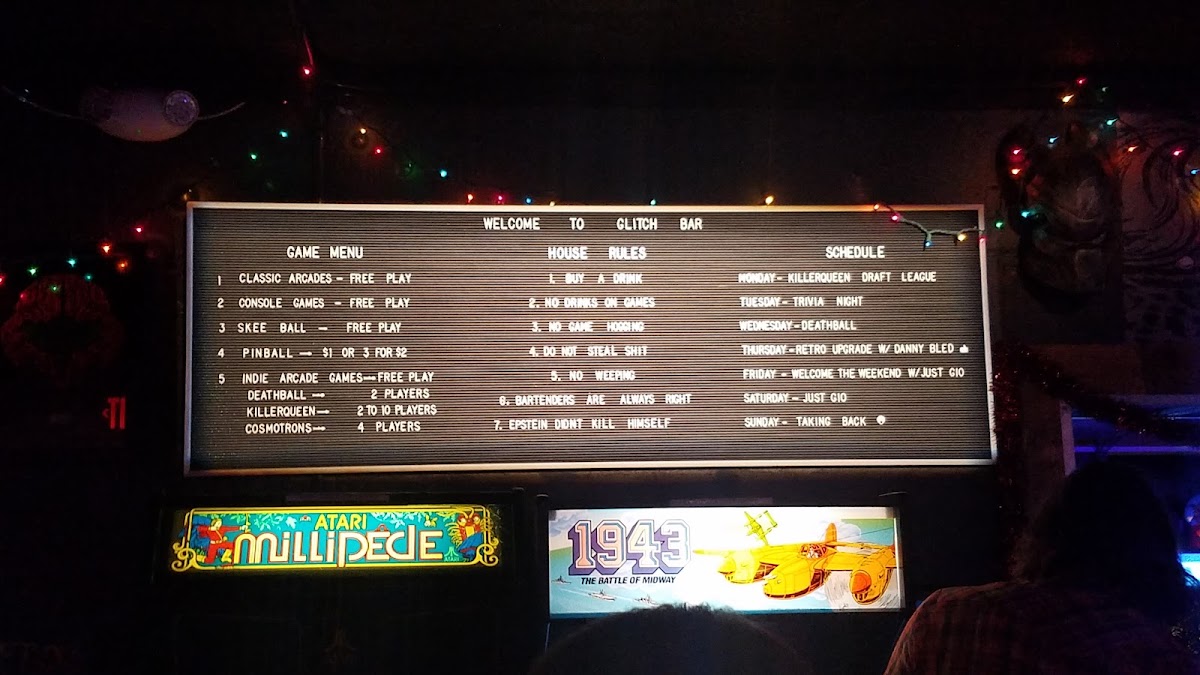 WELCOME TO GLITCH BAR
GAME MENU
1 CLASSIC ARCADES - FREE PLAY
2 CONSOLE GAMES - FREE PLAY
3 SKEE BALL - FREE PLAY
4 PINBALL → $1 OR 3 FOR $2
5 INDIE ARCADE GAMES → FREE PLAY
DEATHBALL → 2 PLAYERS
KILLERQUEEN → 2 TO 10 PLAYERS
COSMOTRONS → 4 PLAYERS
HOUSE RULES
1. BUY A DRINK
2. NO DRINKS ON GAMES
3. NO GAME HOGGING
4. DO NOT STEAL SHIT
5. NO WEEPING
6. BARTENDERS ARE ALWAYS RIGHT
7. EPSTEIN DIDNT KILL HIMSELF
SCHEDULE
MONDAY - KILLERQUEEN DRAFT LEAGUE
TUESDAY - TRIVIA NIGHT
WEDNESDAY - DEATHBALL
THURSDAY - RETRO UPGRADE W/ DANNY BLED
FRIDAY - WELCOME THE WEEKEND W/ JUST GIO
SATURDAY - JUST GIO
SUNDAY - TAKING BACK
ATARI
MILLIPEDE
1943
THE BATTLE OF MIDWAY